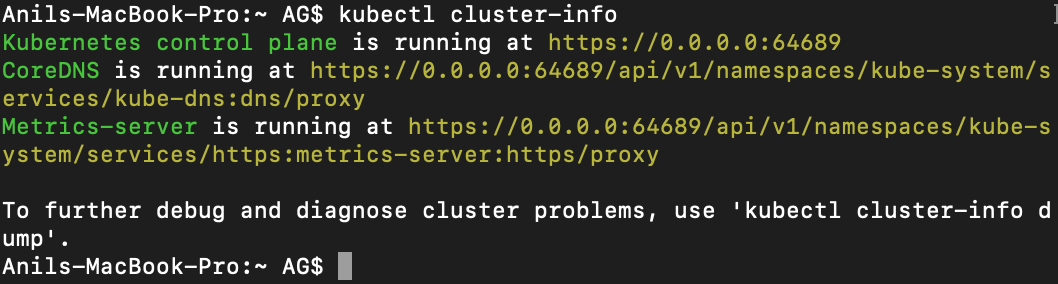 Anils-MacBook-Pro:~ AG$ kubectl cluster-info
Kubernetes control plane is running at https://0.0.0.0:64689
CoreDNS is running at https://0.0.0.0:64689/api/v1/namespaces/kube-system/s
ervices/kube-dns:dns/proxy
Metrics-server is running at https://0.0.0.0:64689/api/v1/namespaces/kube-s
ystem/services/https:metrics-server:https/proxy

To further debug and diagnose cluster problems, use 'kubectl cluster-info d
ump'.
Anils-MacBook-Pro:~ AG$